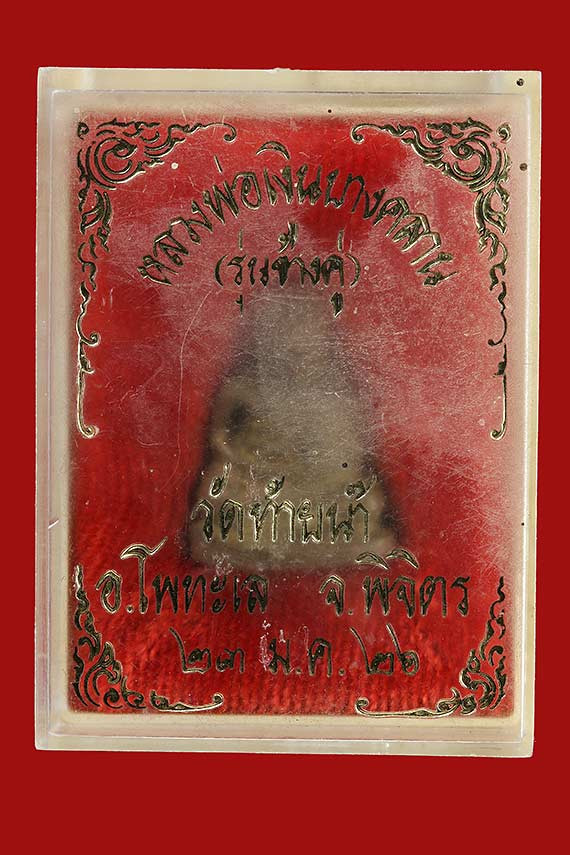 หลวงพ่อเงินบางคลาน
(รุ่นช้างคู่)
วัดท้ายน้ำ
อ.โพทะเล จ.พิจิตร
๒๓ ม.ค. ๒๖